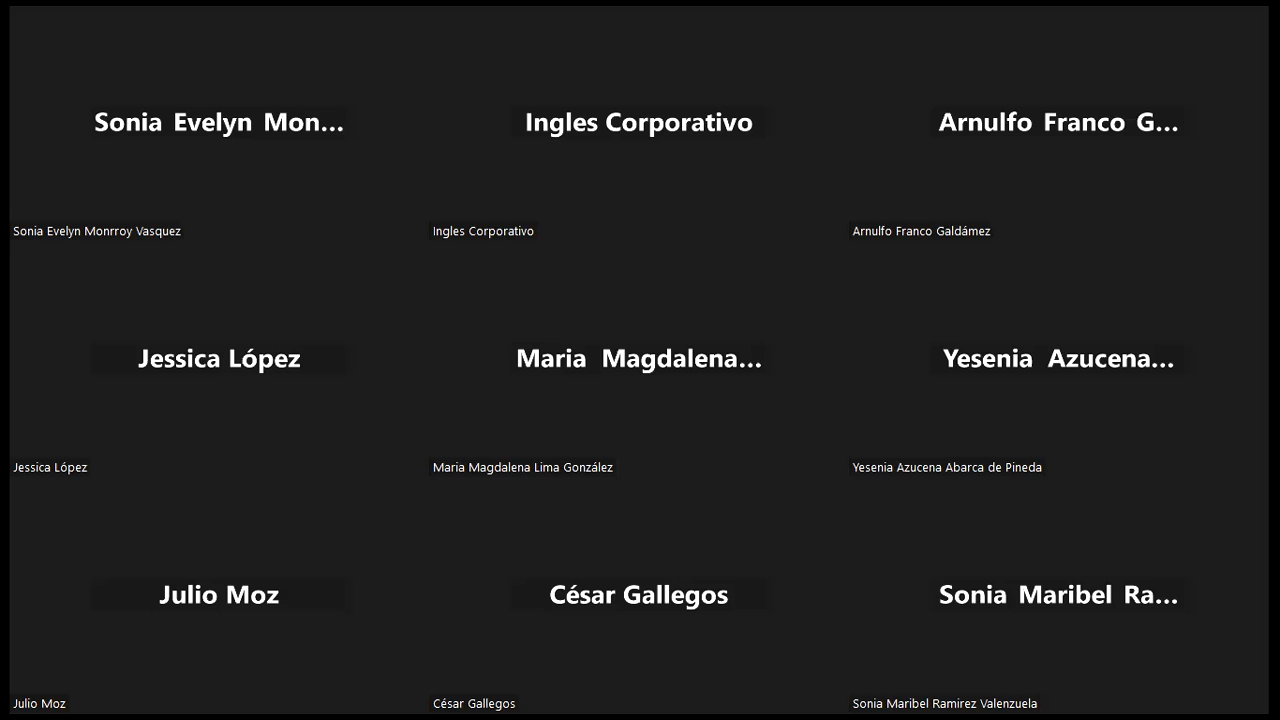 Sonia Evelyn Mon...
Ingles Corporativo
Arnulfo Franco G...
Sonia Evelyn Monrroy Vasquez
Ingles Corporativo
Arnulfo Franco Galdámez
Jessica López
Maria Magdalena...
Yesenia Azucena...
Jessica López
Maria Magdalena Lima González
Yesenia Azucena Abarca de Pineda
Julio Moz
César Gallegos
Sonia Maribel Ra...
Julio Moz
César Gallegos
Sonia Maribel Ramirez Valenzuela